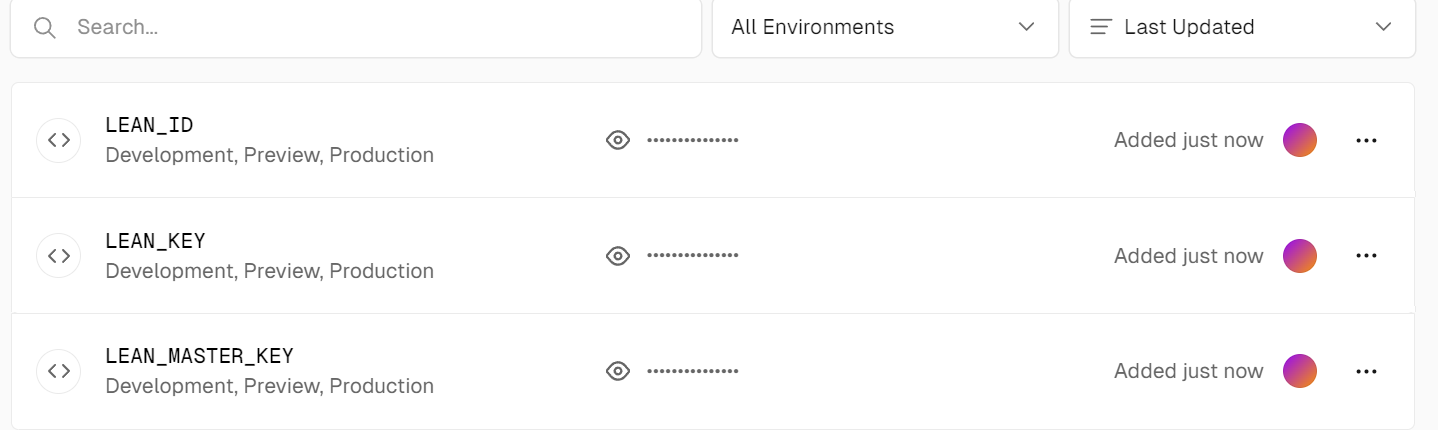 Search...
All Environments
Last Updated
LEAN_ID
Development, Preview, Production
Added just now
LEAN_KEY
Development, Preview, Production
Added just now
LEAN_MASTER_KEY
Development, Preview, Production
Added just now